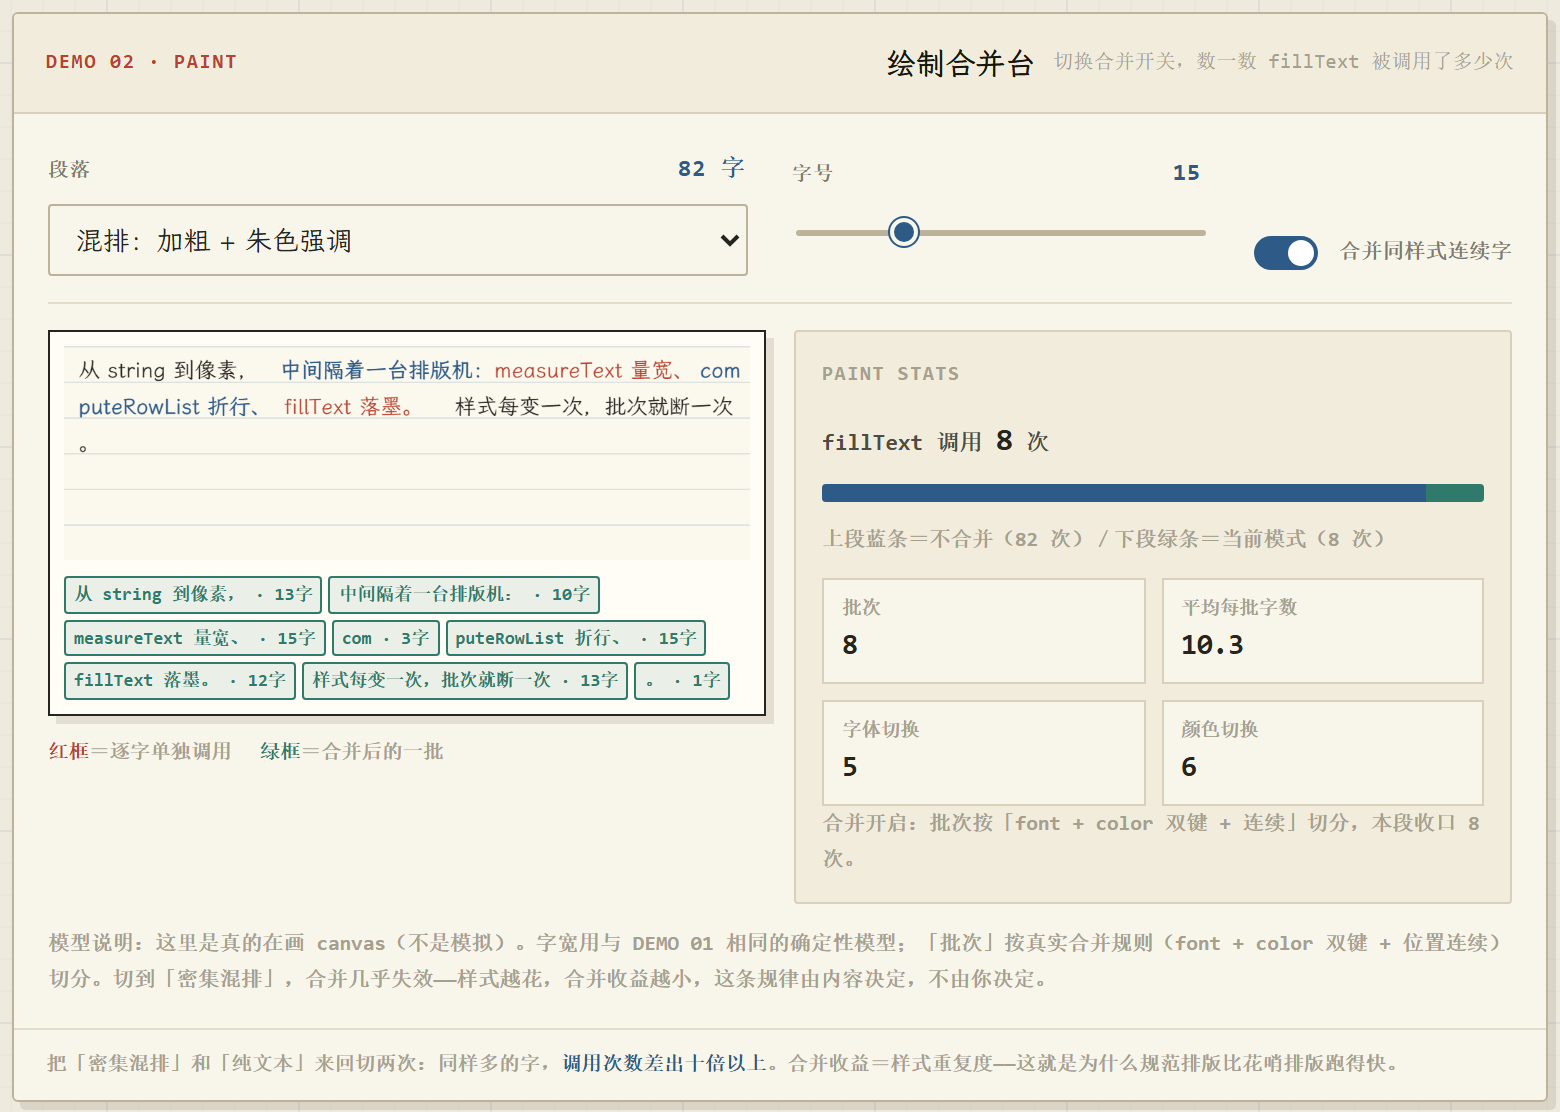 DEMO 02 · PAINT
绘制合并台 切换合并开关，数一数 fillText 被调用了多少次
段落 82 字
混排：加粗 + 朱色强调
字号 15
合并同样式连续字
从 string 到像素， 中间隔着一台排版机：measureText 量宽、 com
puteRowList 折行、 fillText 落墨。 样式每变一次，批次就断一次
。
从 string 到像素， · 13字
中间隔着一台排版机： · 10字
measureText 量宽、 · 15字
com · 3字
puteRowList 折行、 · 15字
fillText 落墨。 · 12字
样式每变一次，批次就断一次 · 13字
。 · 1字
红框＝逐字单独调用 绿框＝合并后的一批
PAINT STATS
fillText 调用 8 次
上段蓝条＝不合并（82 次） / 下段绿条＝当前模式（8 次）
批次
8
平均每批字数
10.3
字体切换
5
颜色切换
6
合并开启：批次按「font + color 双键 + 连续」切分，本段收口 8
次。
模型说明：这里是真的在画 canvas（不是模拟）。字宽用与 DEMO 01 相同的确定性模型；「批次」按真实合并规则（font + color 双键 + 位置连续）
切分。切到「密集混排」，合并几乎失效——样式越花，合并收益越小，这条规律由内容决定，不由你决定。
把「密集混排」和「纯文本」来回切两次：同样多的字，调用次数差出十倍以上。合并收益＝样式重复度——这就是为什么规范排版比花哨排版跑得快。